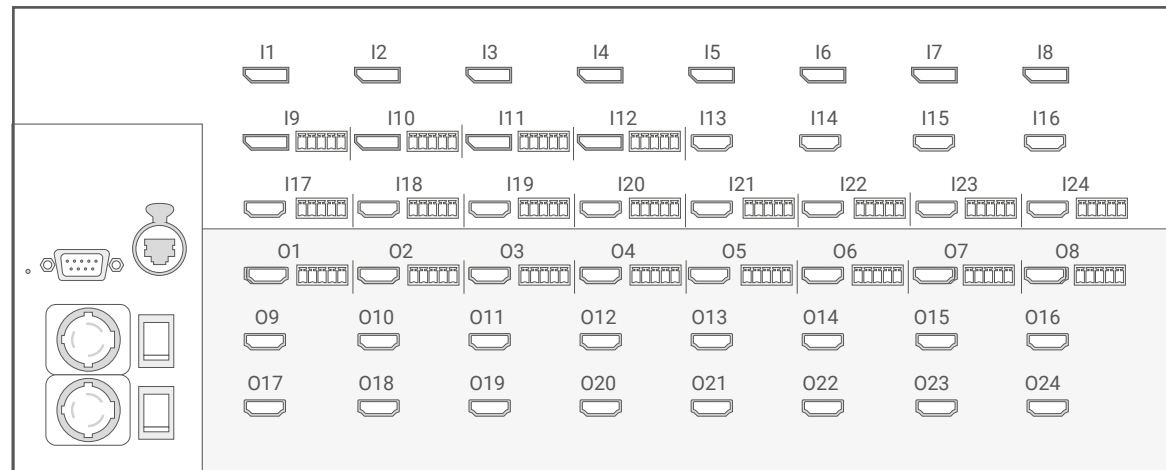 I1 I2 I3 I4 I5 I6 I7 I8
I9 I10 I11 I12 I13 I14 I15 I16
I17 I18 I19 I20 I21 I22 I23 I24
O1 O2 O3 O4 O5 O6 O7 O8
O9 O10 O11 O12 O13 O14 O15 O16
O17 O18 O19 O20 O21 O22 O23 O24